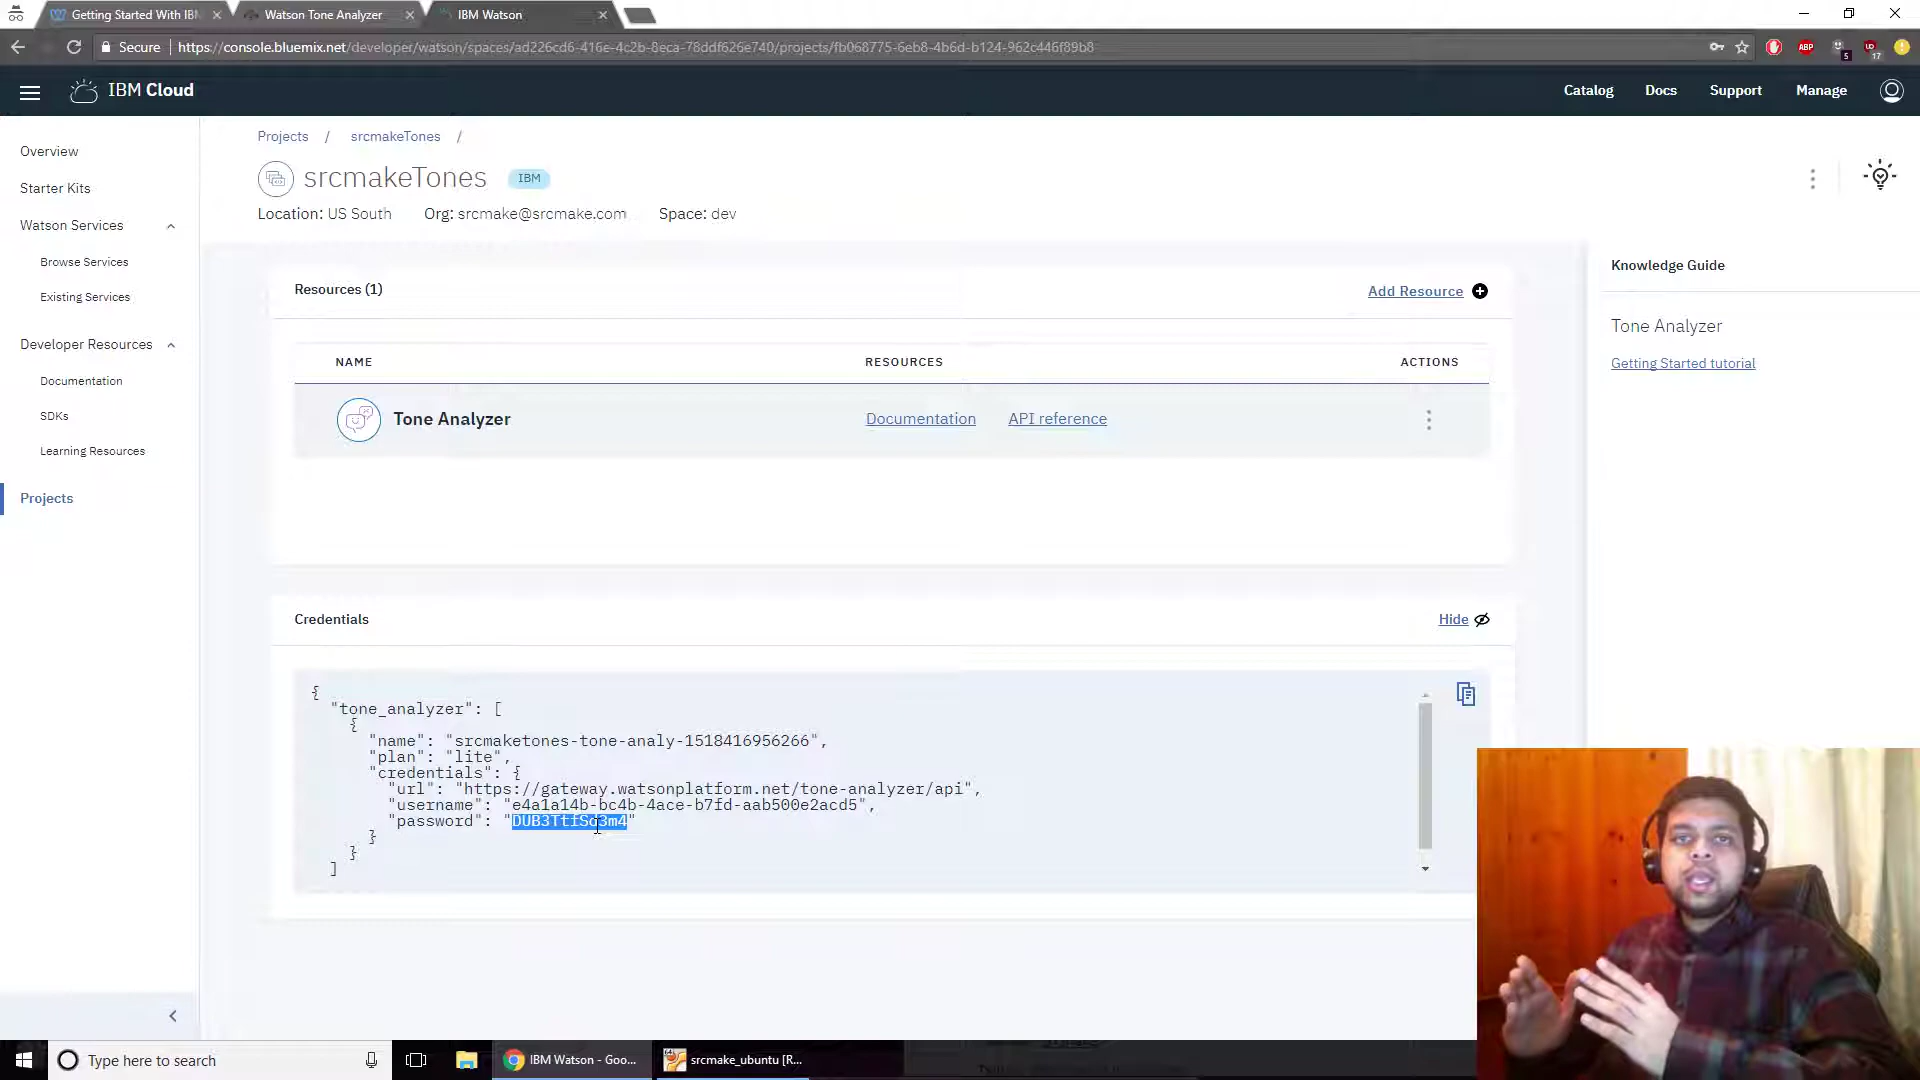 Getting Started With IBM
Watson Tone Analyzer
IBM Watson
Secure
https://console.bluemix.net/developer/watson/spaces/ad226cd6-416e-4c2b-8eca-78ddf626e740/projects/fb068775-6eb8-4b6d-b124-962c446f89b8
ABP
5
17
IBM Cloud
Catalog
Docs
Support
Manage
Overview
Starter Kits
Watson Services
Browse Services
Existing Services
Developer Resources
Documentation
SDKs
Learning Resources
Projects
Projects / srcmakeTones /
srcmakeTones IBM
Location: US South Org: srcmake@srcmake.com Space: dev
Resources (1)
Add Resource
NAME RESOURCES ACTIONS
Tone Analyzer Documentation API reference
Knowledge Guide
Tone Analyzer
Getting Started tutorial
Credentials
Hide
{
"tone_analyzer": [
{
"name": "srcmaketones-tone-analy-1518416956266",
"plan": "lite",
"credentials": {
"url": "https://gateway.watsonplatform.net/tone-analyzer/api",
"username": "e4a1a14b-bc4b-4ace-b7fd-aab500e2acd5",
"password":
}
}
]
Type here to search
IBM Watson - Goo...
srcmake_ubuntu [R...